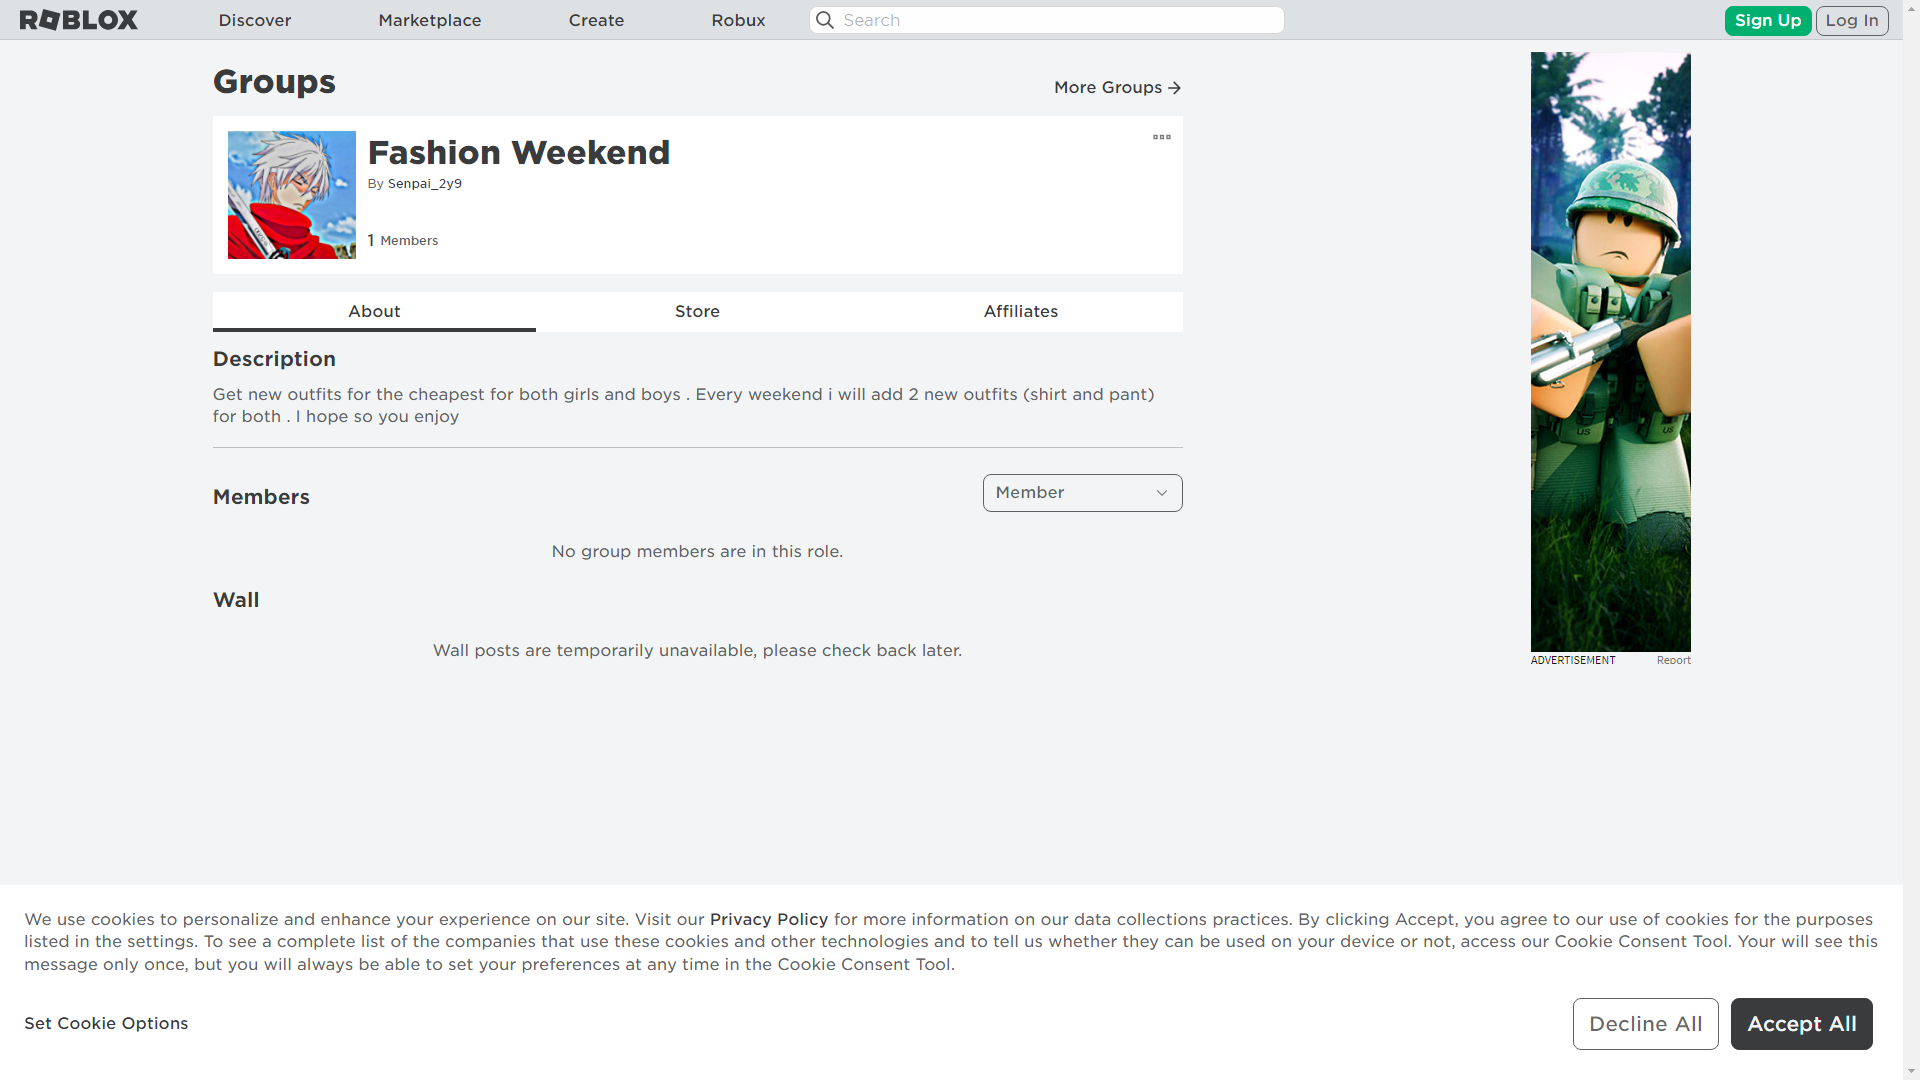 ROBLOX
Discover
Marketplace
Create
Robux
Search
Sign Up
Log In
Groups
More Groups
Fashion Weekend
By Senpai_2y9
1 Members
About
Store
Affiliates
Description
Get new outfits for the cheapest for both girls and boys . Every weekend i will add 2 new outfits (shirt and pant)
for both . I hope so you enjoy
Members
Member
No group members are in this role.
Wall
Wall posts are temporarily unavailable, please check back later.
US
US
ADVERTISEMENT
Report
We use cookies to personalize and enhance your experience on our site. Visit our Privacy Policy for more information on our data collections practices. By clicking Accept, you agree to our use of cookies for the purposes
listed in the settings. To see a complete list of the companies that use these cookies and other technologies and to tell us whether they can be used on your device or not, access our Cookie Consent Tool. Your will see this
message only once, but you will always be able to set your preferences at any time in the Cookie Consent Tool.
Set Cookie Options
Decline All
Accept All